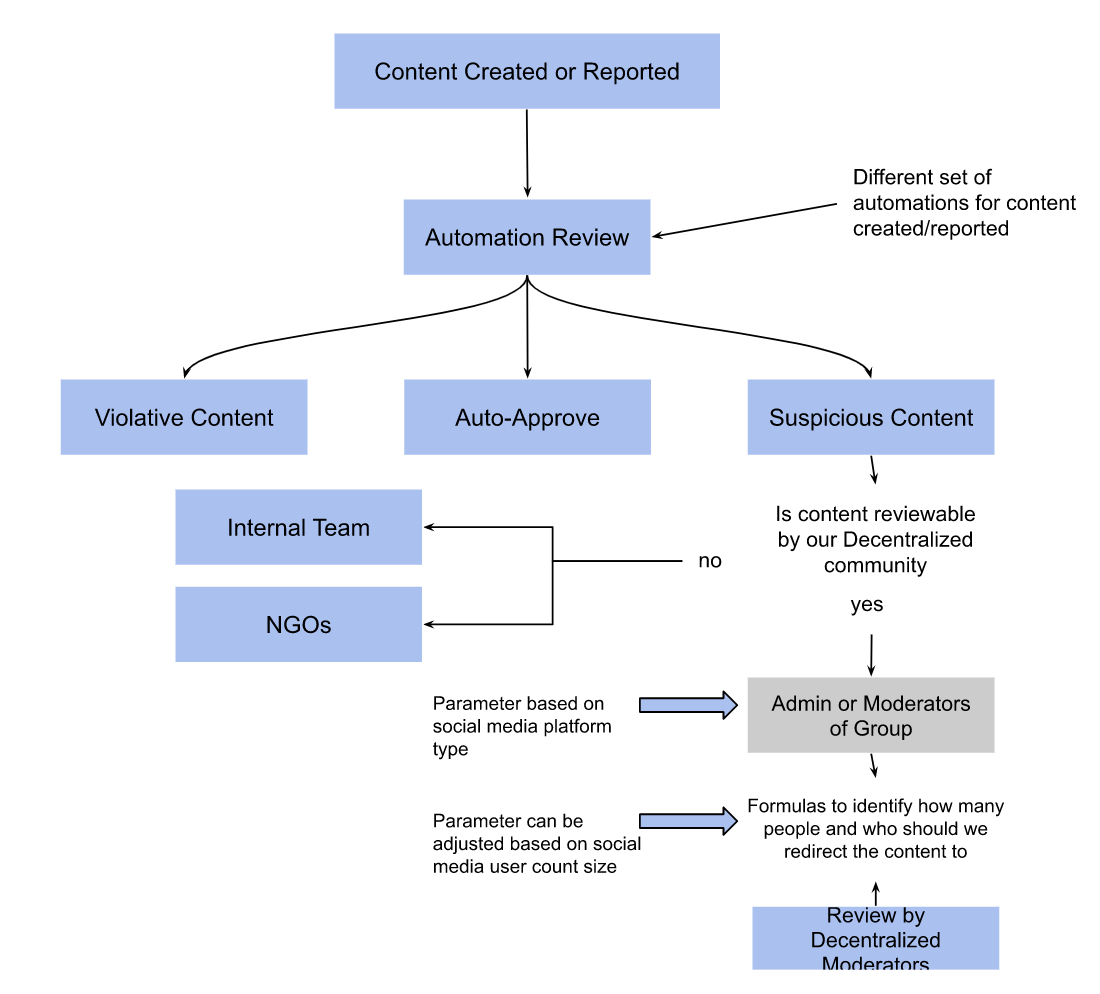 Content Created or Reported
Different set of
automations for content
created/reported
Automation Review
Violative Content
Auto-Approve
Suspicious Content
Internal Team
Is content reviewable
by our Decentralized
community
no
yes
NGOs
Parameter based on
social media platform
type
Admin or Moderators
of Group
Parameter can be
adjusted based on social
media user count size
Formulas to identify how many
people and who should we
redirect the content to
Review by
Decentralized
Moderators